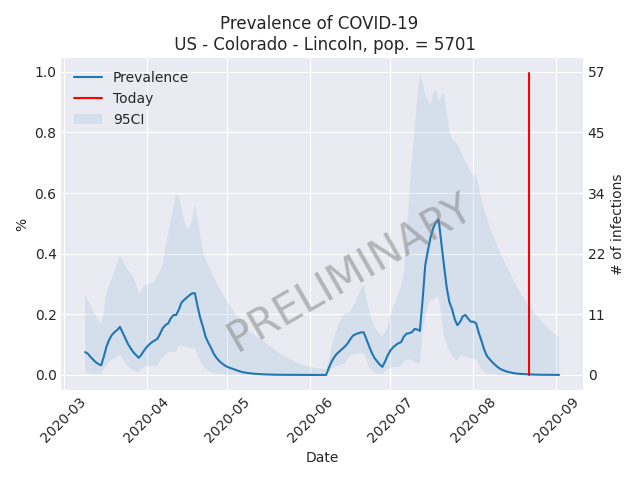 Prevalence of COVID-19
US - Colorado - Lincoln, pop. = 5701
Prevalence
Today
95CI
PRELIMINARY
%
1.0
0.8
0.6
0.4
0.2
0.0
57
45
34
22
11
0
# of infections
2020-03
2020-04
2020-05
2020-06
2020-07
2020-08
2020-09
Date